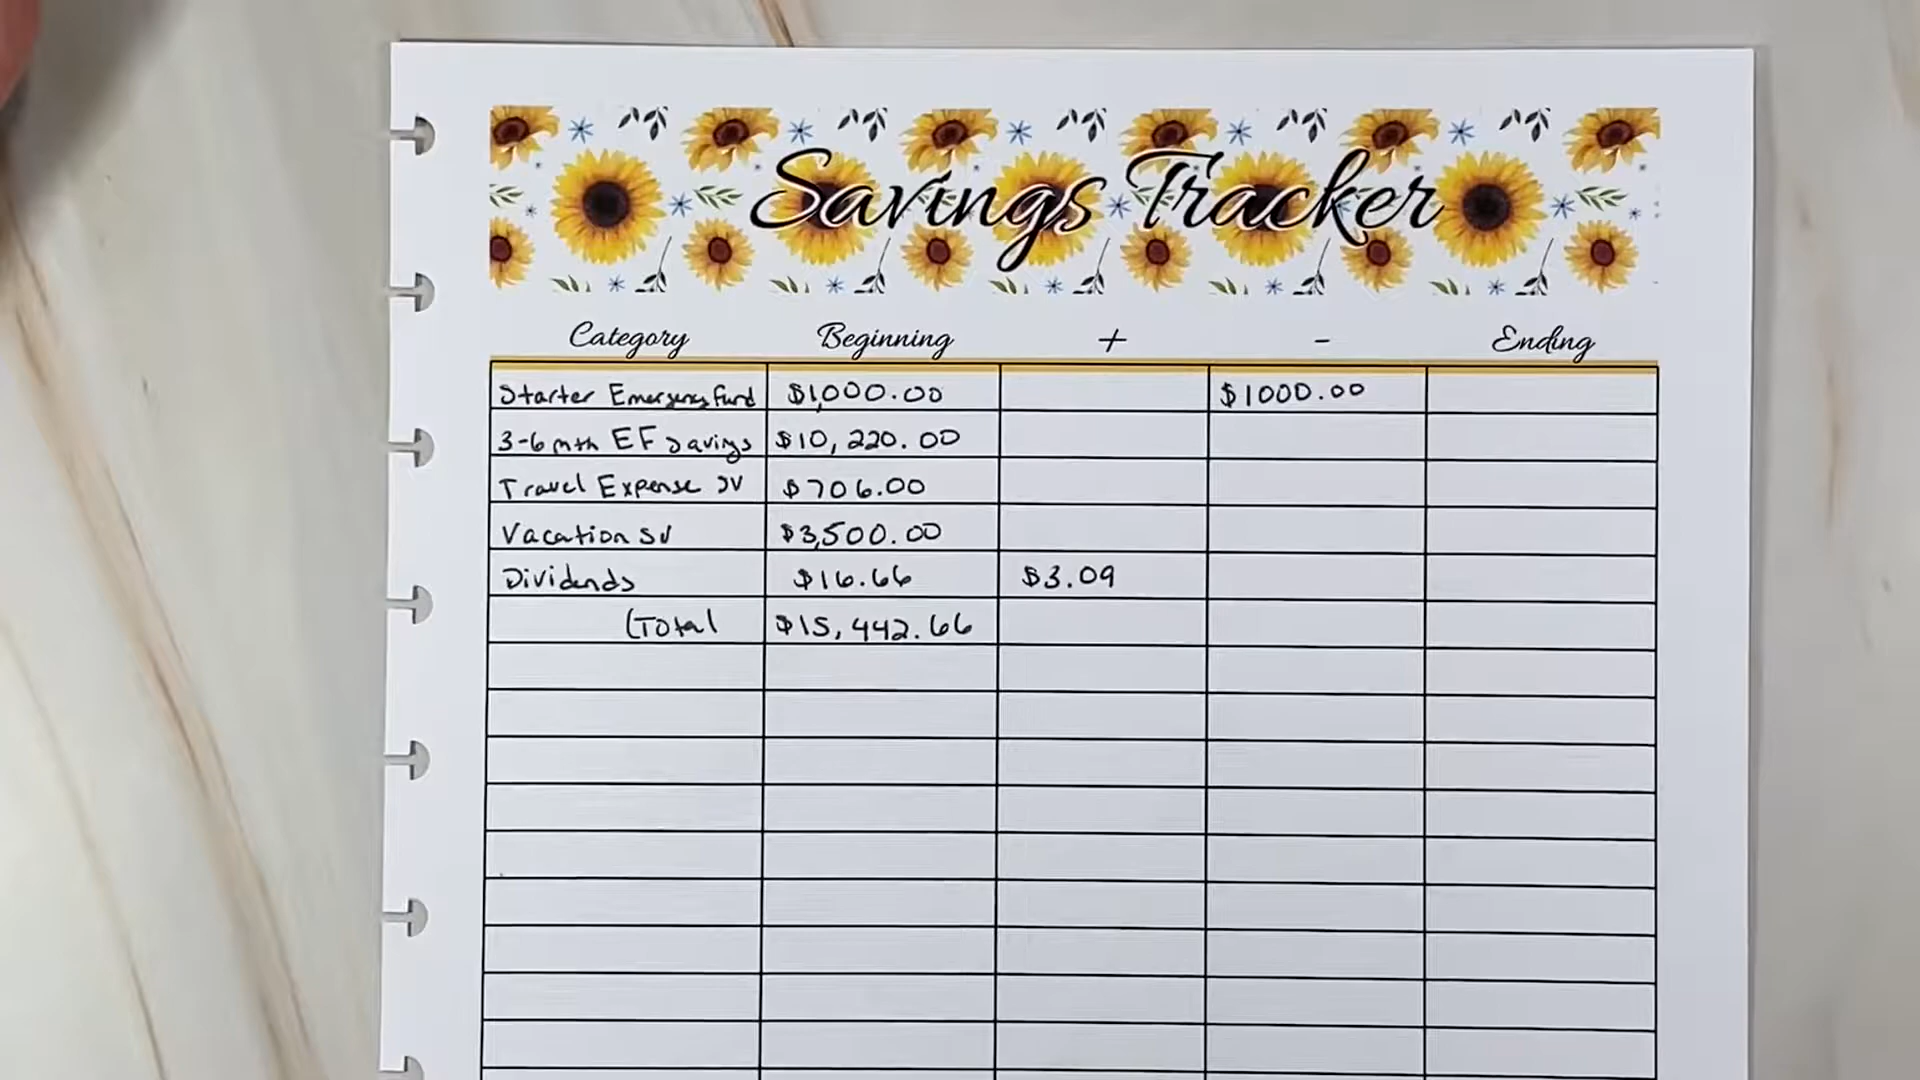 Savings Tracker
Category Beginning + - Ending
Starter Emergency Fund $1,000.00 $1000.00
3-6 mth EF Savings $10,220.00
Travel Expense SV $706.00
Vacation SV $3,500.00
Dividends $16.66 $3.09
(Total $15,442.66